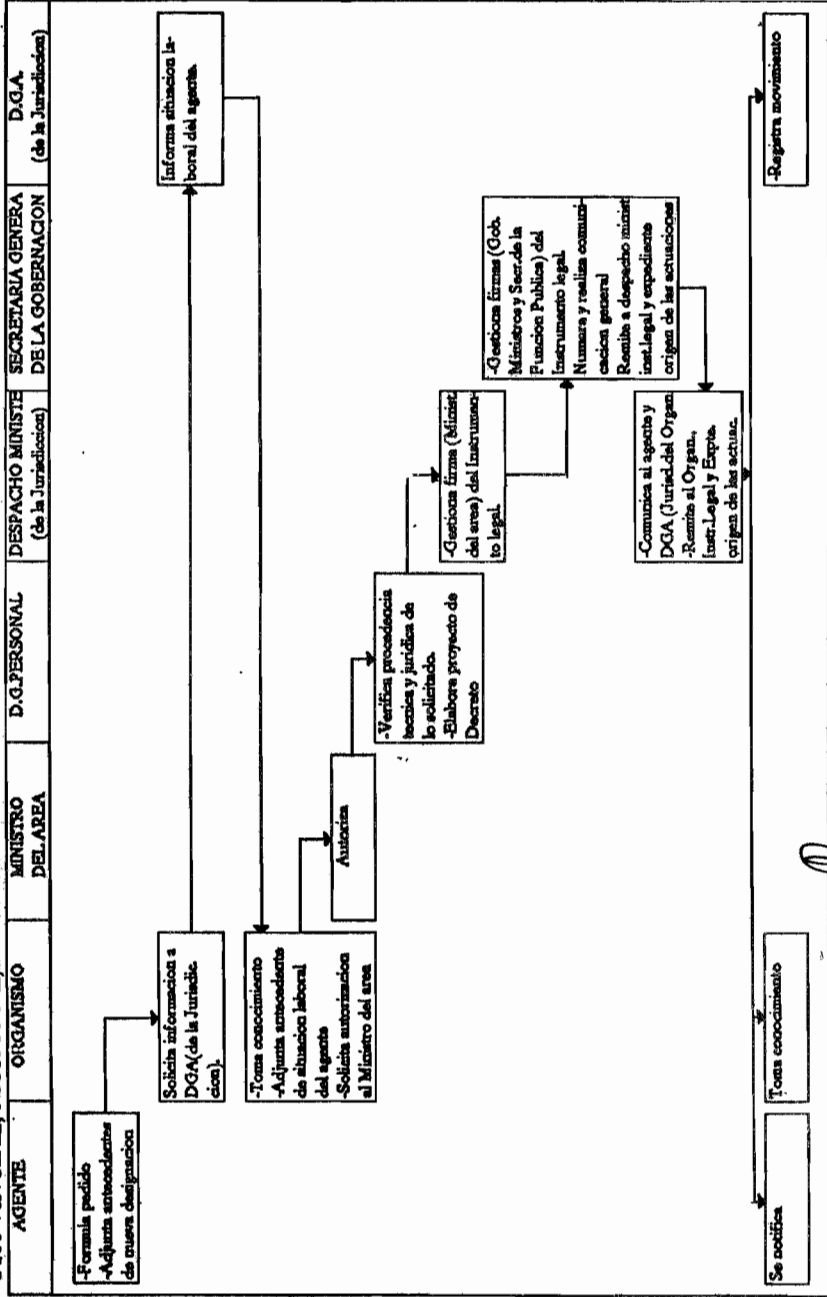 AGENTE
ORGANISMO
MINISTRO
DEL AREA
D.G.PERSONAL
DESPACHO MINISTE
(de la Jurisdiccion)
SECRETARIA GENERA
DE LA GOBERNACION
D.G.A.
(de la Jurisdiccion)
-Formula pedido
-Adjunta antecedentes
de nueva designacion
Solicita informacion a
DGA(de la Jurisdic-
cion).
Informa situacion la-
boral del agente.
-Toma conocimiento
-Adjunta antecedente
de situacion laboral
del agente
-Solicita autorizacion
al Ministro del area
Autoriza
-Verifica procedencia
tecnica y juridica de
lo solicitado.
-Elabora proyecto de
Decreto
-Gestiona firma (Minist.
del area) del Instrumen-
to legal.
-Gestiona firmas (Gob.
Ministros y Secr.de la
Funcion Publica) del
Instrumento legal.
Numera y realiza comuni-
cacion general
Remite a despacho minist
inst.legal y expediente
origen de las actuaciones
-Comunica al agente y
DGA (Jurisd.del Organ.
-Remite al Organ.,
Instr.Legal y Expte.
origen de las actuac.
Se notifica
Toma conocimiento
-Registra movimiento